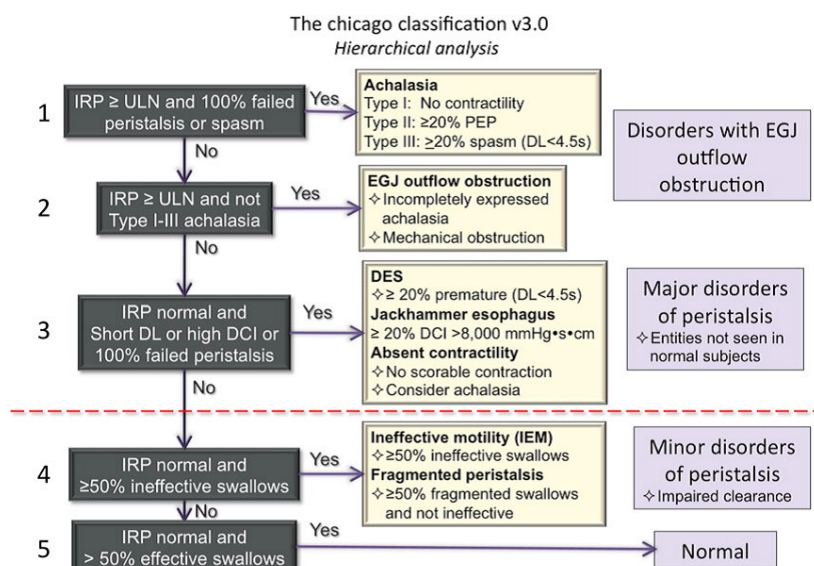 The chicago classification v3.0
Hierarchical analysis
1
IRP ≥ ULN and 100% failed
peristalsis or spasm
Yes
Achalasia
Type I: No contractility
Type II: ≥20% PEP
Type III: ≥20% spasm (DL<4.5s)
Disorders with EGJ
outflow
obstruction
No
2
IRP ≥ ULN and not
Type I-III achalasia
Yes
EGJ outflow obstruction
✧Incompletely expressed
achalasia
✧Mechanical obstruction
No
3
IRP normal and
Short DL or high DCI or
100% failed peristalsis
Yes
DES
✧≥ 20% premature (DL<4.5s)
Jackhammer esophagus
≥ 20% DCI >8,000 mmHg•s•cm
Absent contractility
✧No scorable contraction
✧Consider achalasia
Major disorders
of peristalsis
✧Entities not seen in
normal subjects
No
4
IRP normal and
≥50% ineffective swallows
Yes
Ineffective motility (IEM)
✧≥50% ineffective swallows
Fragmented peristalsis
✧≥50% fragmented swallows
and not ineffective
Minor disorders
of peristalsis
✧Impaired clearance
No
5
IRP normal and
> 50% effective swallows
Yes
Normal